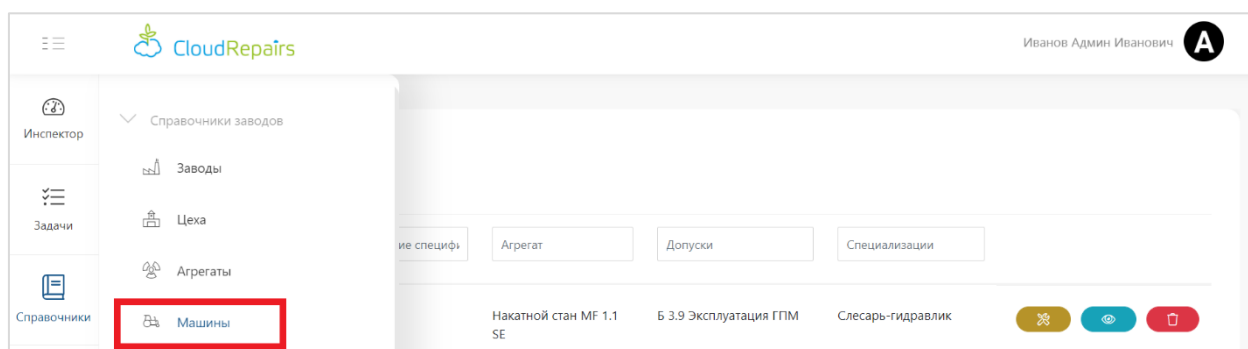 CloudRepairs
Иванов Админ Иванович
A
Инспектор
Задачи
Справочники
Справочники заводов
Заводы
Цеха
Агрегаты
Машины
ие специфи
Агрегат
Допуски
Специализации
Накатной стан MF 1.1
SE
Б 3.9 Эксплуатация ГПМ
Слесарь-гидравлик